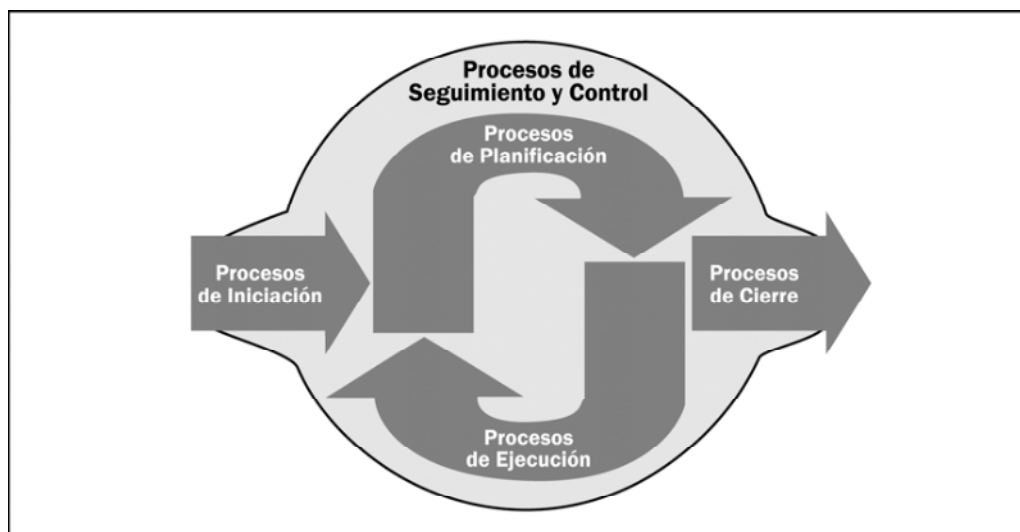 Procesos de
Seguimiento y Control
Procesos
de Planificación
Procesos
de Iniciación
Procesos
de Cierre
Procesos
de Ejecución